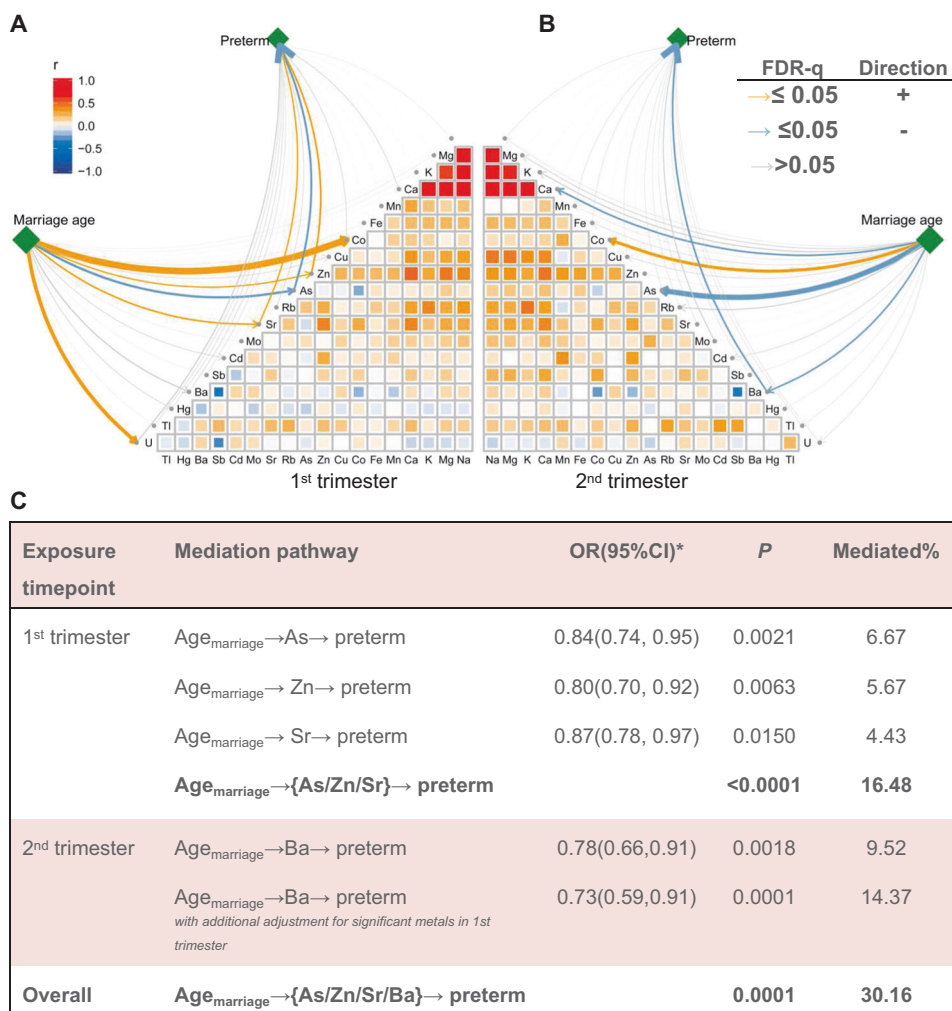 A
B
Preterm
Preterm
FDR-q Direction
≤ 0.05 +
≤0.05 -
>0.05
r
1.0
0.5
0.0
−0.5
−1.0
Marriage age
Marriage age
Mg
K
Ca
Mn
Fe
Co
Cu
Zn
As
Rb
Sr
Mo
Cd
Sb
Ba
Hg
Tl
U
Tl Hg Ba Sb Cd Mo Sr Rb As Zn Cu Co Fe Mn Ca K Mg Na
1st trimester
Mg
K
Ca
Mn
Fe
Co
Cu
Zn
As
Rb
Sr
Mo
Cd
Sb
Ba
Hg
Tl
U
Na Mg K Ca Mn Fe Co Cu Zn As Rb Sr Mo Cd Sb Ba Hg Tl
2nd trimester
C
Exposure Mediation pathway OR(95%CI)* P Mediated%
timepoint
1st trimester Agemarriage→As→ preterm 0.84(0.74, 0.95) 0.0021 6.67
Agemarriage→ Zn→ preterm 0.80(0.70, 0.92) 0.0063 5.67
Agemarriage→ Sr→ preterm 0.87(0.78, 0.97) 0.0150 4.43
Agemarriage→{As/Zn/Sr}→ preterm <0.0001 16.48
2nd trimester Agemarriage→Ba→ preterm 0.78(0.66,0.91) 0.0018 9.52
Agemarriage→Ba→ preterm 0.73(0.59,0.91) 0.0001 14.37
with additional adjustment for significant metals in 1st
trimester
Overall Agemarriage→{As/Zn/Sr/Ba}→ preterm 0.0001 30.16